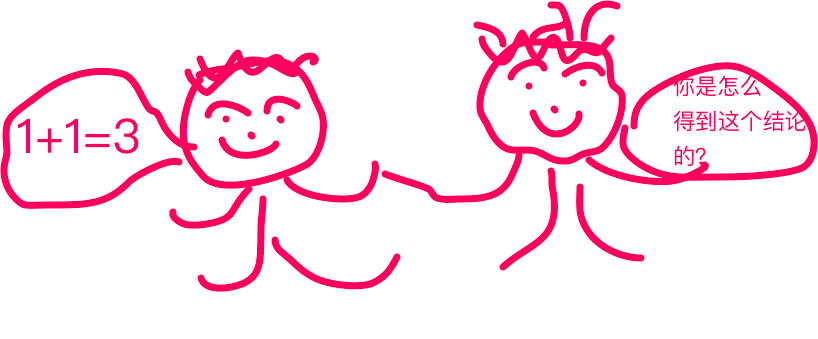 1+1=3
你是怎么
得到这个结论
的?